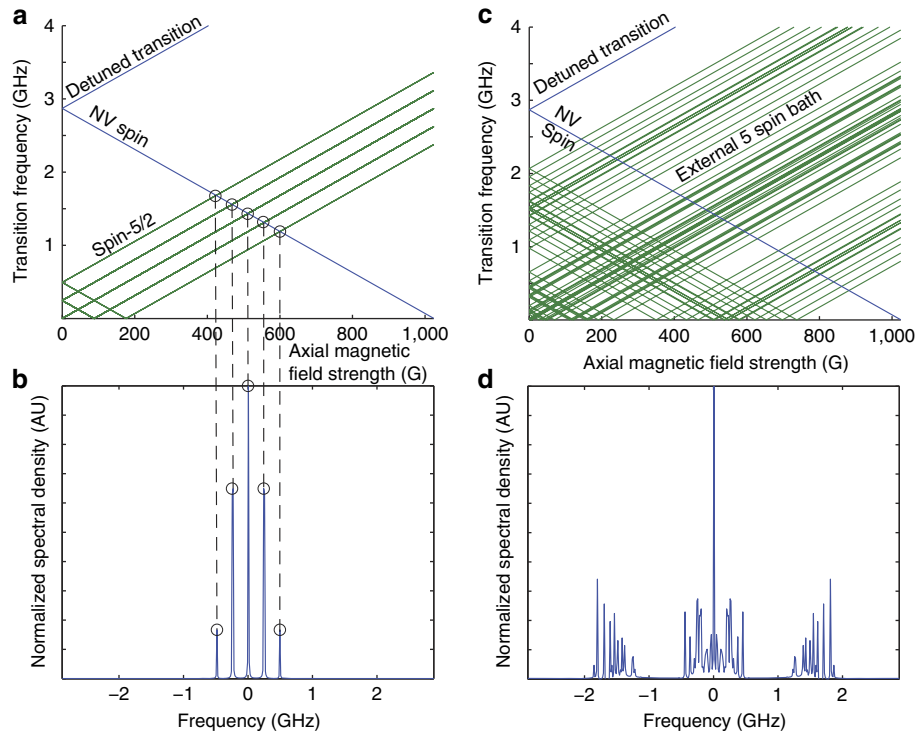 a
Transition frequency (GHz)
4
3
2
1
Detuned transition
NV spin
Spin-5/2
0
200
400
600
800
1,000
Axial magnetic
field strength (G)
b
Normalized spectral density (AU)
−2
−1
0
1
2
Frequency (GHz)
c
Transition frequency (GHz)
4
3
2
1
Detuned transition
NV
Spin
External 5 spin bath
0
200
400
600
800
1,000
Axial magnetic field strength (G)
d
Normalized spectral density (AU)
−2
−1
0
1
2
Frequency (GHz)